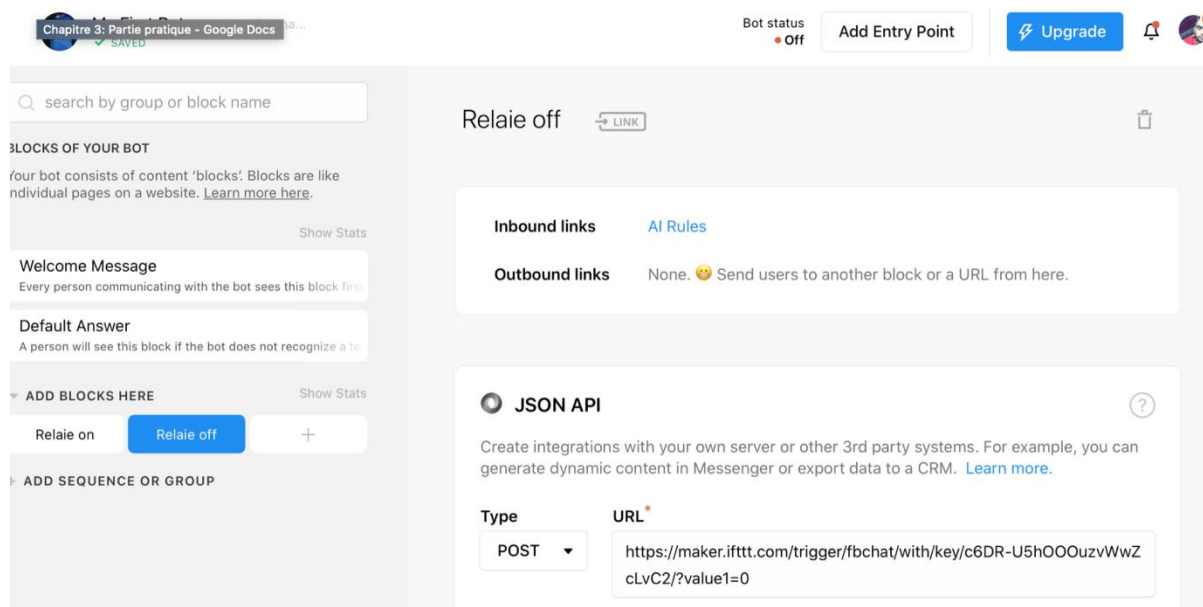 Chapitre 3: Partie pratique - Google Docs
SAVED
Bot status
Off
Add Entry Point
Upgrade
search by group or block name
BLOCKS OF YOUR BOT
Your bot consists of content ‘blocks’. Blocks are like
individual pages on a website. Learn more here.
Show Stats
Welcome Message
Every person communicating with the bot sees this block first
Default Answer
A person will see this block if the bot does not recognize a te
ADD BLOCKS HERE
Show Stats
Relaie on
Relaie off
+
ADD SEQUENCE OR GROUP
Relaie off
LINK
Inbound links AI Rules
Outbound links None. 😁 Send users to another block or a URL from here.
JSON API
?
Create integrations with your own server or other 3rd party systems. For example, you can
generate dynamic content in Messenger or export data to a CRM. Learn more.
Type
URL*
POST
https://maker.ifttt.com/trigger/fbchat/with/key/c6DR-U5hOOOuzvWwZ
cLvC2/?value1=0